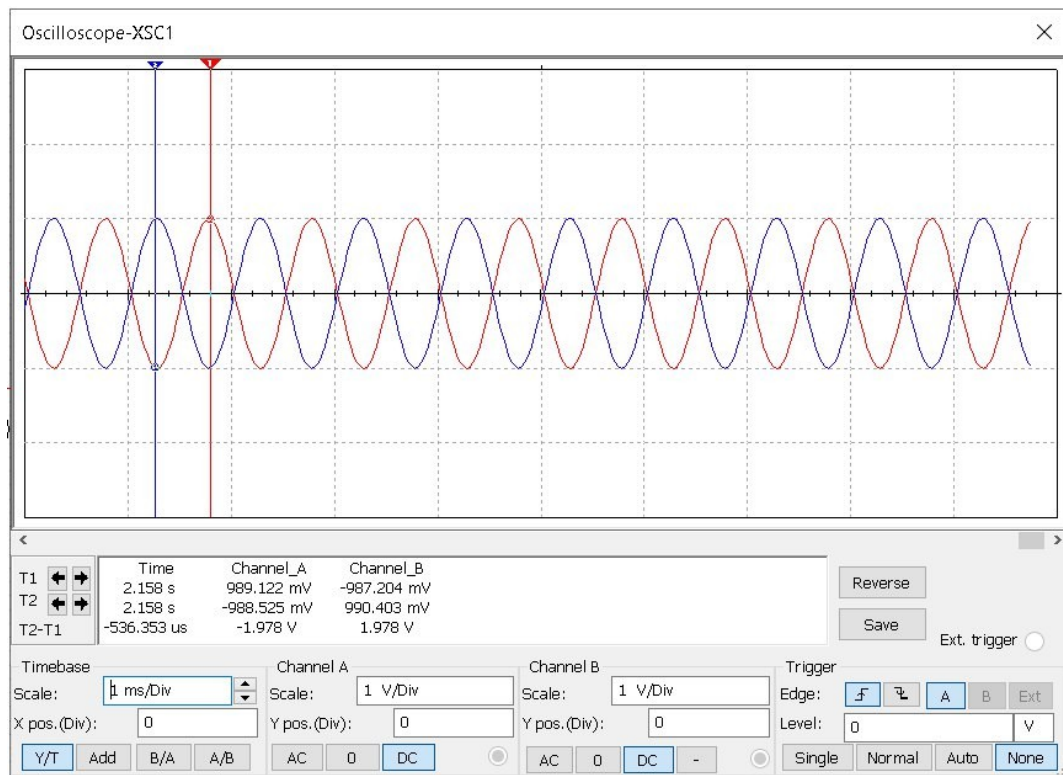 Oscilloscope-XSC1
2
1
T1
T2
T2-T1
Time Channel_A Channel_B
2.158 s 989.122 mV -987.204 mV
2.158 s -988.525 mV 990.403 mV
-536.353 us -1.978 V 1.978 V
Reverse
Save
Ext. trigger
Timebase
Scale: 1 ms/Div
X pos.(Div): 0
Y/T Add B/A A/B
Channel A
Scale: 1 V/Div
Y pos.(Div): 0
AC 0 DC
Channel B
Scale: 1 V/Div
Y pos.(Div): 0
AC 0 DC -
Trigger
Edge: A B Ext
Level: 0 V
Single Normal Auto None